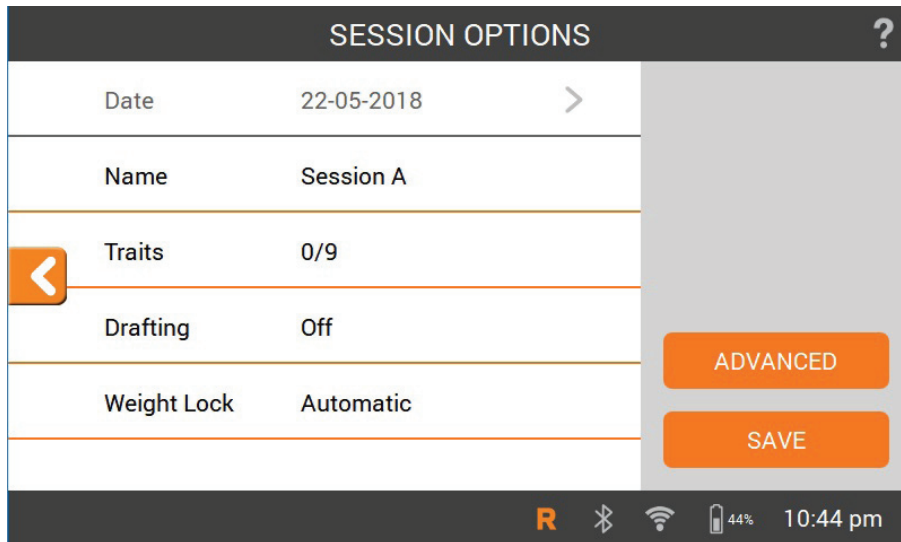 SESSION OPTIONS ?
Date 22-05-2018
Name Session A
Traits 0/9
Drafting Off
Weight Lock Automatic
ADVANCED
SAVE
R 44% 10:44 pm